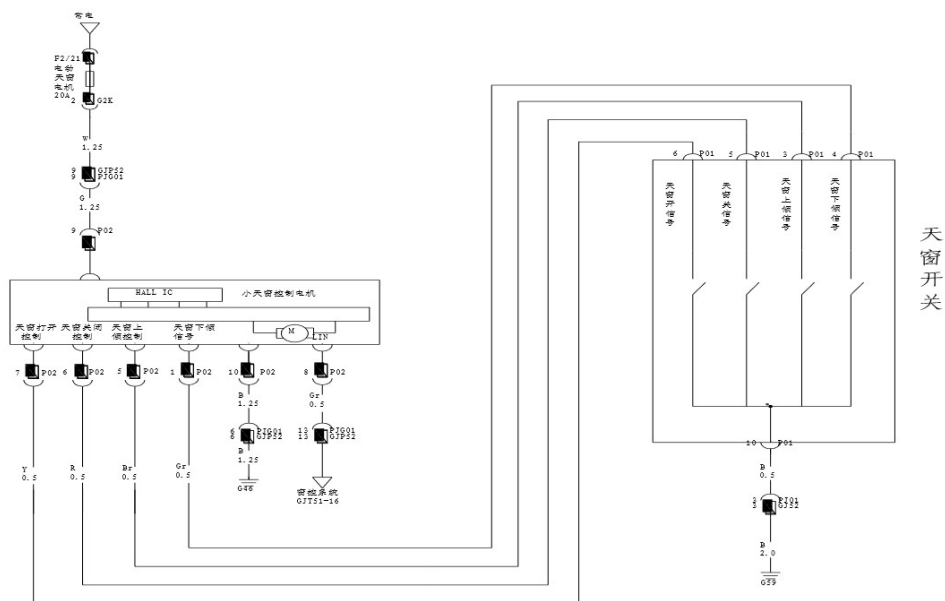 常电
F2/21
电动
天窗
电机
20A
2 G2K
W
1.25
9 GJP52
9 PJG01
G
1.25
9 P02
HALL IC
小天窗控制电机
M
LIN
天窗打开
控制
天窗关闭
控制
天窗上
倾控制
天窗下倾
信号
7 P02
6 P02
5 P02
1 P02
10 P02
8 P02
B
1.25
Gr
0.5
6 PJG01
6 GJP52
13 PJG01
13 GJP52
B
1.25
G46
窗控系统
GJT51-16
Y
0.5
R
0.5
Br
0.5
Gr
0.5
6 P01
5 P01
3 P01
4 P01
天窗开信号
天窗关信号
天窗上倾信号
天窗下倾信号
天窗开关
10 P01
B
0.5
3 PJ01
3 GJ52
B
2.0
G59